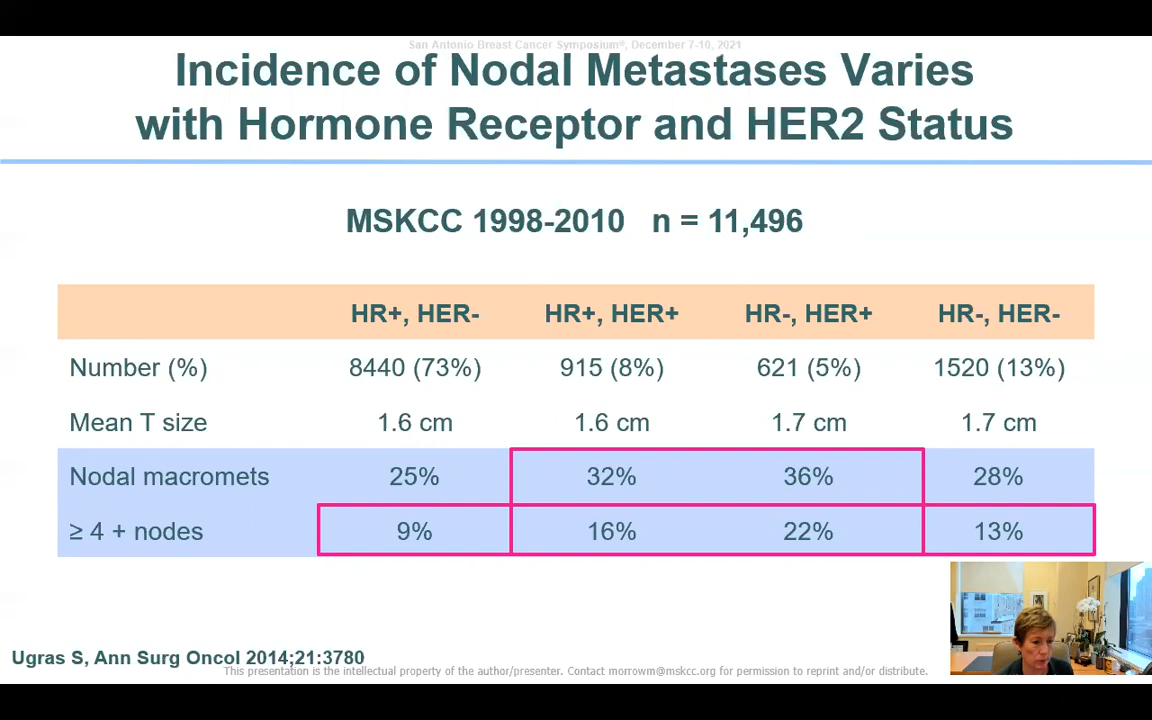 San Antonio Breast Cancer Symposium®, December 7-10, 2021
Incidence of Nodal Metastases Varies
with Hormone Receptor and HER2 Status
MSKCC 1998-2010 n = 11,496
HR+, HER- HR+, HER+ HR-, HER+ HR-, HER-
Number (%) 8440 (73%) 915 (8%) 621 (5%) 1520 (13%)
Mean T size 1.6 cm 1.6 cm 1.7 cm 1.7 cm
Nodal macromets 25% 32% 36% 28%
≥ 4 + nodes 9% 16% 22% 13%
Ugras S, Ann Surg Oncol 2014;21:3780
This presentation is the intellectual property of the author/presenter. Contact morrowm@mskcc.org for permission to reprint and/or distribute.